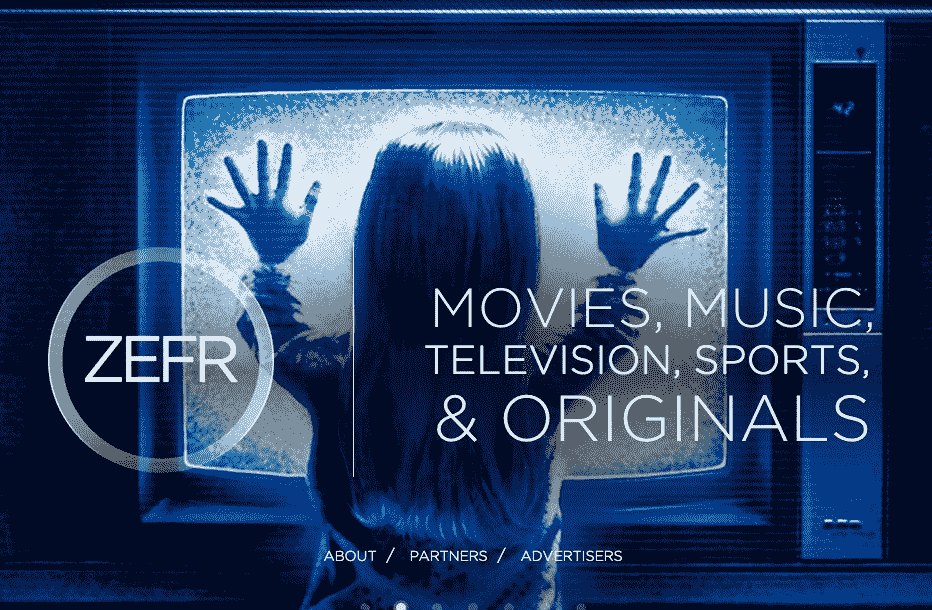 ZEFR
MOVIES, MUSIC,
TELEVISION, SPORTS,
& ORIGINALS
ABOUT / PARTNERS / ADVERTISERS